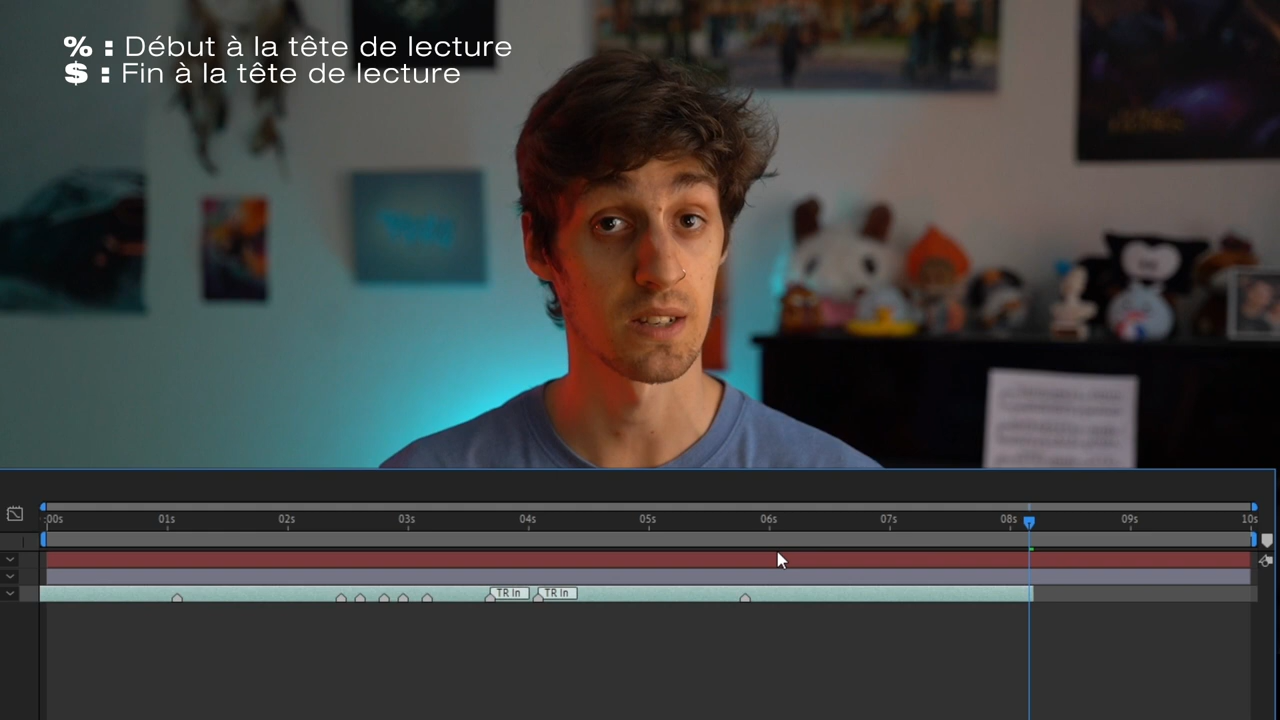 % : Début à la tête de lecture
$ : Fin à la tête de lecture
:00s 01s 02s 03s 04s 05s 06s 07s 08s 09s 10s
TR In TR In